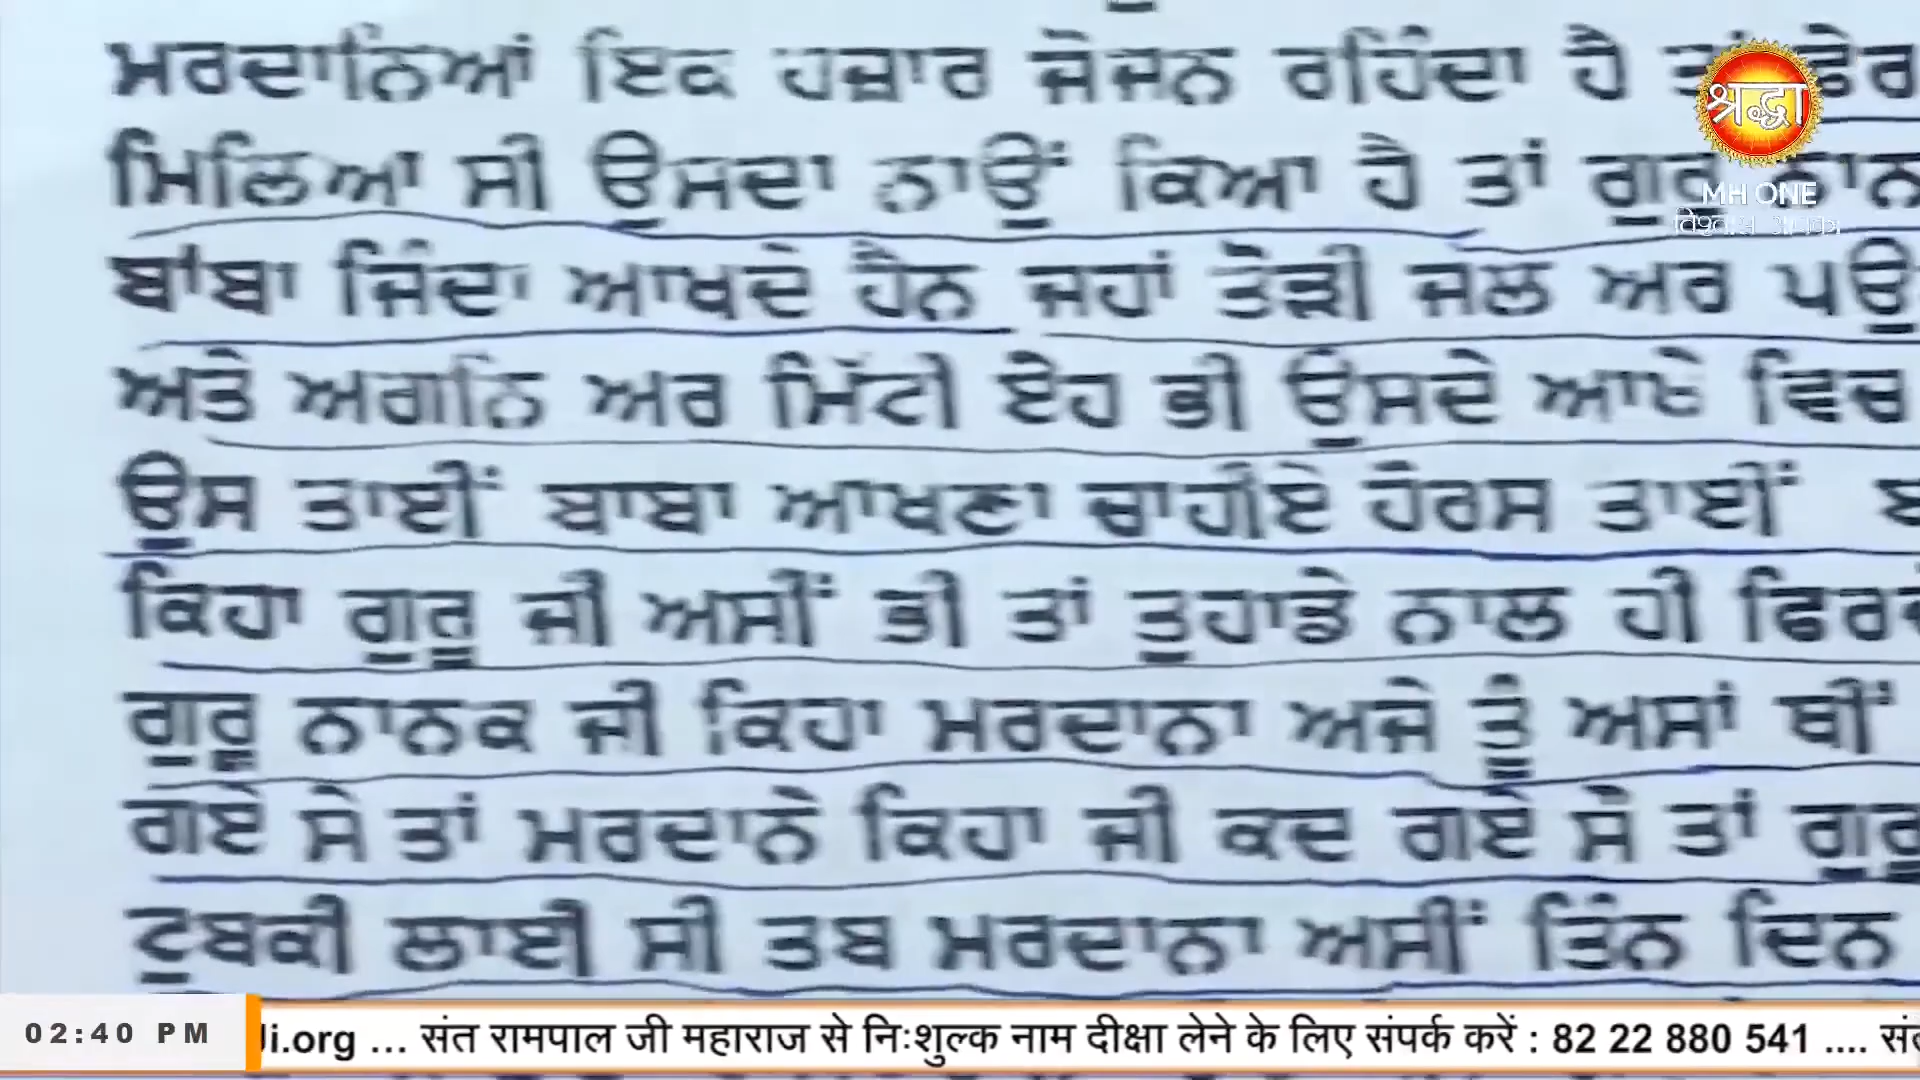 ਮਰਦਾਨਿਆਂ ਇਕ ਹਜ਼ਾਰ ਜੋਜਨ ਰਹਿੰਦਾ ਹੈ ਤਾਂ ਫੇਰ
ਮਿਲਿਆ ਸੀ ਉਸਦਾ ਨਾਉਂ ਕਿਆ ਹੈ ਤਾਂ ਗੁਰੂ ਨਾਨ
ਬਾਬਾ ਜਿੰਦਾ ਆਖਦੇ ਹੈਨ ਜਹਾਂ ਤੋੜੀ ਜਲ ਅਰ ਪਉ
ਅਤੇ ਅਗਨਿ ਅਰ ਮਿੱਟੀ ਏਹ ਭੀ ਉਸਦੇ ਆਖੇ ਵਿਚ
ਉਸ ਤਾਈਂ ਬਾਬਾ ਆਖਣਾ ਚਾਹੀਏ ਹੋਰਸ ਤਾਈਂ
ਕਿਹਾ ਗੁਰੂ ਜੀ ਅਸੀਂ ਭੀ ਤਾਂ ਤੁਹਾਡੇ ਨਾਲ ਹੀ ਫਿਰਦੇ
ਗੁਰੂ ਨਾਨਕ ਜੀ ਕਿਹਾ ਮਰਦਾਨਾ ਅਜੇ ਤੂੰ ਅਸਾਂ ਥੀਂ
ਗਏ ਸੇ ਤਾਂ ਮਰਦਾਨੇ ਕਿਹਾ ਜੀ ਕਦ ਗਏ ਸੇ ਤਾਂ ਗੁਰੂ
ਟੁਬਕੀ ਲਾਈ ਸੀ ਤਬ ਮਰਦਾਨਾ ਅਸੀਂ ਤਿੰਨ ਦਿਨ
श्रद्धा
MH ONE
02:40 PM
Ji.org ... संत रामपाल जी महाराज से निःशुल्क नाम दीक्षा लेने के लिए संपर्क करें : 82 22 880 541 .... संत